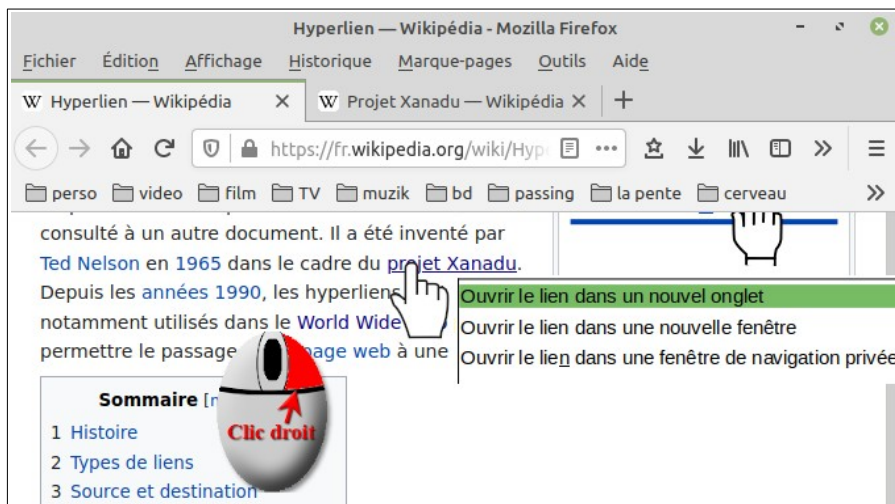 Hyperlien — Wikipédia - Mozilla Firefox
Fichier Édition Affichage Historique Marque-pages Outils Aide
W Hyperlien — Wikipédia W Projet Xanadu — Wikipédia
https://fr.wikipedia.org/wiki/Hype
perso video film TV muzik bd passing la pente cerveau
consulté à un autre document. Il a été inventé par
Ted Nelson en 1965 dans le cadre du projet Xanadu.
Depuis les années 1990, les hyperliens
notamment utilisés dans le World Wide
permettre le passage page web à une
Ouvrir le lien dans un nouvel onglet
Ouvrir le lien dans une nouvelle fenêtre
Ouvrir le lien dans une fenêtre de navigation privée
Clic droit
Sommaire
1 Histoire
2 Types de liens
3 Source et destination